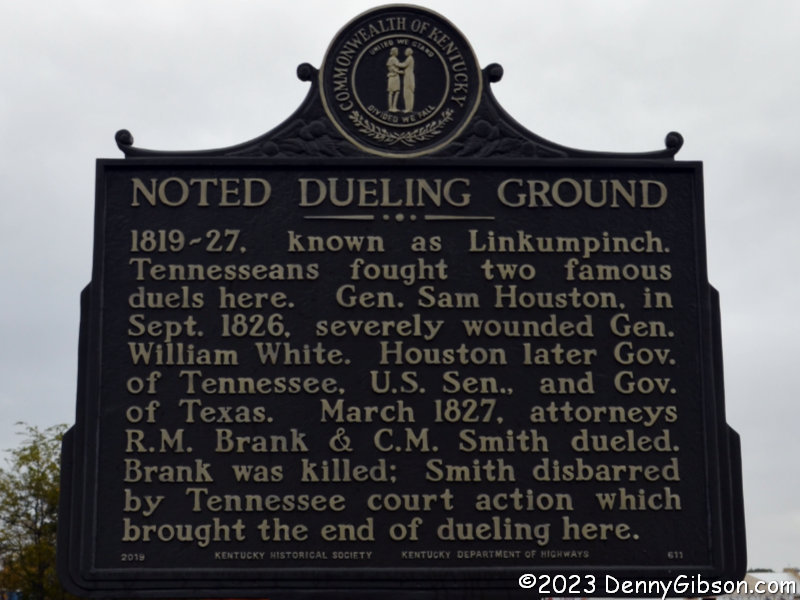 COMMONWEALTH OF KENTUCKY
UNITED WE STAND
DIVIDED WE FALL
NOTED DUELING GROUND
1819-27, known as Linkumpinch.
Tennesseans fought two famous
duels here. Gen. Sam Houston, in
Sept. 1826, severely wounded Gen.
William White. Houston later Gov.
of Tennessee, U.S. Sen., and Gov.
of Texas. March 1827, attorneys
R.M. Brank & C.M. Smith dueled.
Brank was killed; Smith disbarred
by Tennessee court action which
brought the end of dueling here.
2019 KENTUCKY HISTORICAL SOCIETY KENTUCKY DEPARTMENT OF HIGHWAYS 611
©2023 DennyGibson.com